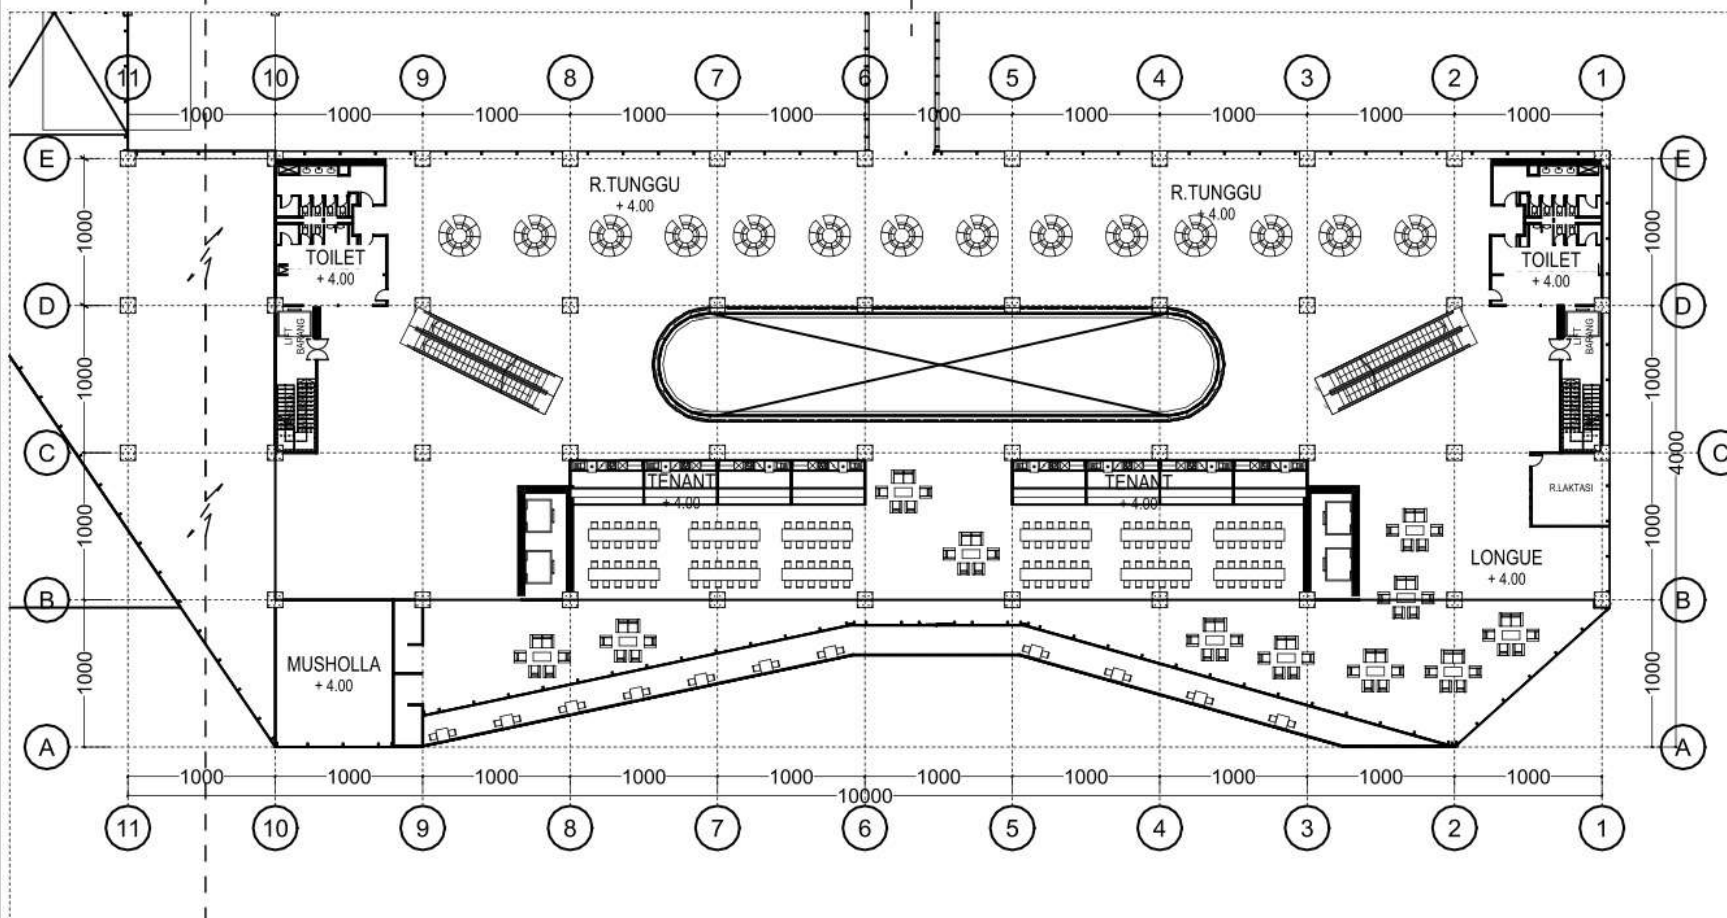 11 10 9 8 7 6 5 4 3 2 1
1000 1000 1000 1000 1000 1000 1000 1000 1000 1000
E E
R.TUNGGU R.TUNGGU
+ 4.00 + 4.00
1000 1000
TOILET TOILET
+ 4.00 + 4.00
D D
LIFT BARANG LIFT BARANG
1000 1000
C 4000 C
TENANT TENANT
+ 4.00 + 4.00
R.LAKTASI
1000 1000
LONGUE
+ 4.00
B B
MUSHOLLA
+ 4.00
1000 1000
A A
1000 1000 1000 1000 1000 1000 1000 1000 1000 1000
10000
11 10 9 8 7 6 5 4 3 2 1